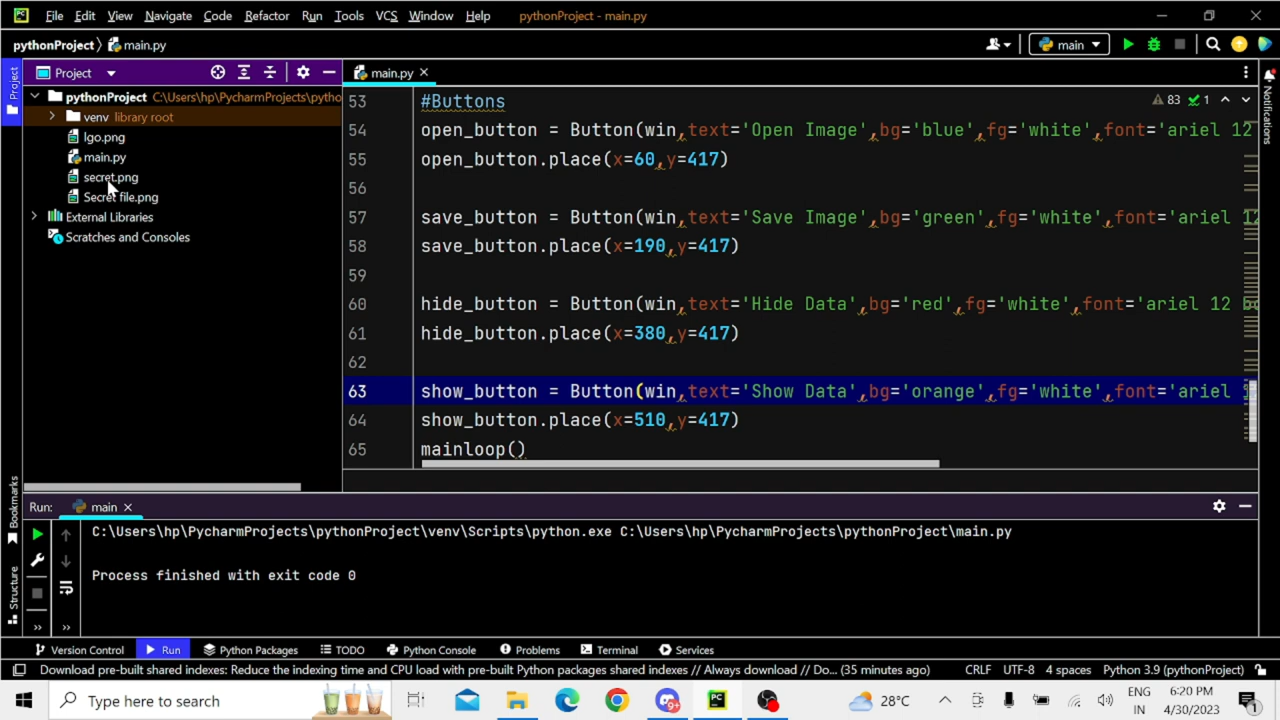 File Edit View Navigate Code Refactor Run Tools VCS Window Help pythonProject - main.py
pythonProject main.py main
Project Project main.py
pythonProject C:\Users\hp\PycharmProjects\pytho
venv library root
lgo.png
main.py
secret.png
Secret file.png
External Libraries
Scratches and Consoles
83 1
53 #Buttons
54 open_button = Button(win,text='Open Image',bg='blue',fg='white',font='ariel 12
55 open_button.place(x=60,y=417)
56
57 save_button = Button(win,text='Save Image',bg='green',fg='white',font='ariel 12
58 save_button.place(x=190,y=417)
59
60 hide_button = Button(win,text='Hide Data',bg='red',fg='white',font='ariel 12
61 hide_button.place(x=380,y=417)
62
63 show_button = Button(win,text='Show Data',bg='orange',fg='white',font='ariel
64 show_button.place(x=510,y=417)
65 mainloop()
Notifications
Bookmarks
Structure
Run: main
C:\Users\hp\PycharmProjects\pythonProject\venv\Scripts\python.exe C:\Users\hp\PycharmProjects\pythonProject\main.py
Process finished with exit code 0
Version Control Run Python Packages TODO Python Console Problems Terminal Services
Download pre-built shared indexes: Reduce the indexing time and CPU load with pre-built Python packages shared indexes // Always download // Do... (35 minutes ago) CRLF UTF-8 4 spaces Python 3.9 (pythonProject)
Type here to search 9+ PC 28°C ENG IN 6:20 PM 4/30/2023 1